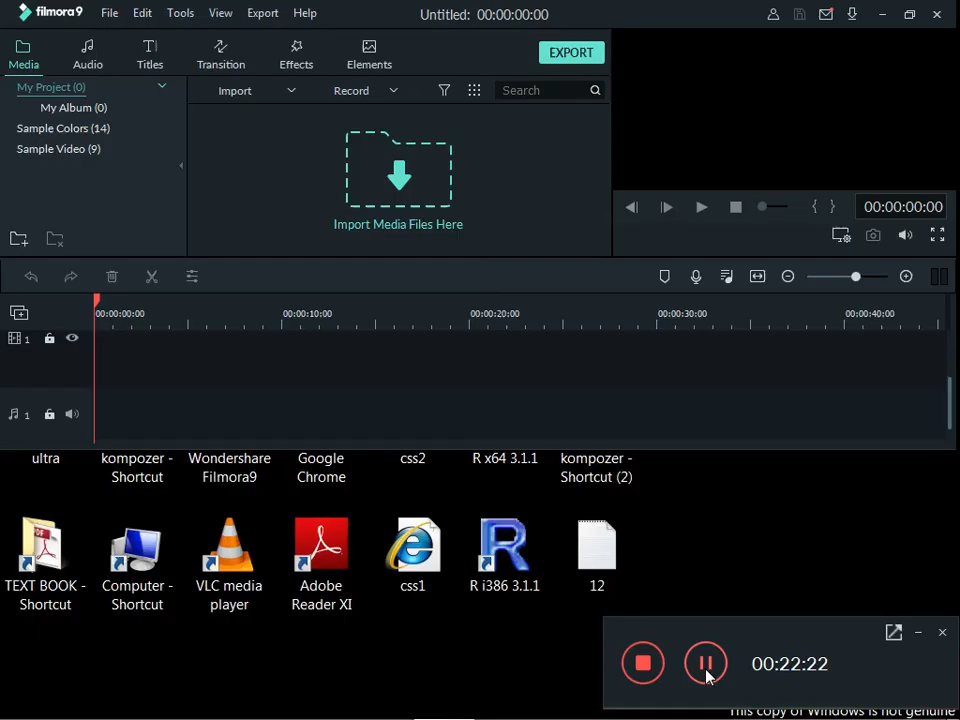 filmora9 File Edit Tools View Export Help Untitled: 00:00:00:00
Media Audio Titles Transition Effects Elements EXPORT
My Project (0)
Import Record Search
My Album (0)
Sample Colors (14)
Sample Video (9)
Import Media Files Here
00:00:00:00
00:00:00:00 00:00:10:00 00:00:20:00 00:00:30:00 00:00:40:00
1
1
ultra
kompozer -
Shortcut
Wondershare
Filmora9
Google
Chrome
css2
R x64 3.1.1
kompozer -
Shortcut (2)
TEXT BOOK -
Shortcut
Computer -
Shortcut
VLC media
player
Adobe
Reader XI
css1
R i386 3.1.1
12
00:22:22
This copy of Windows is not genuine